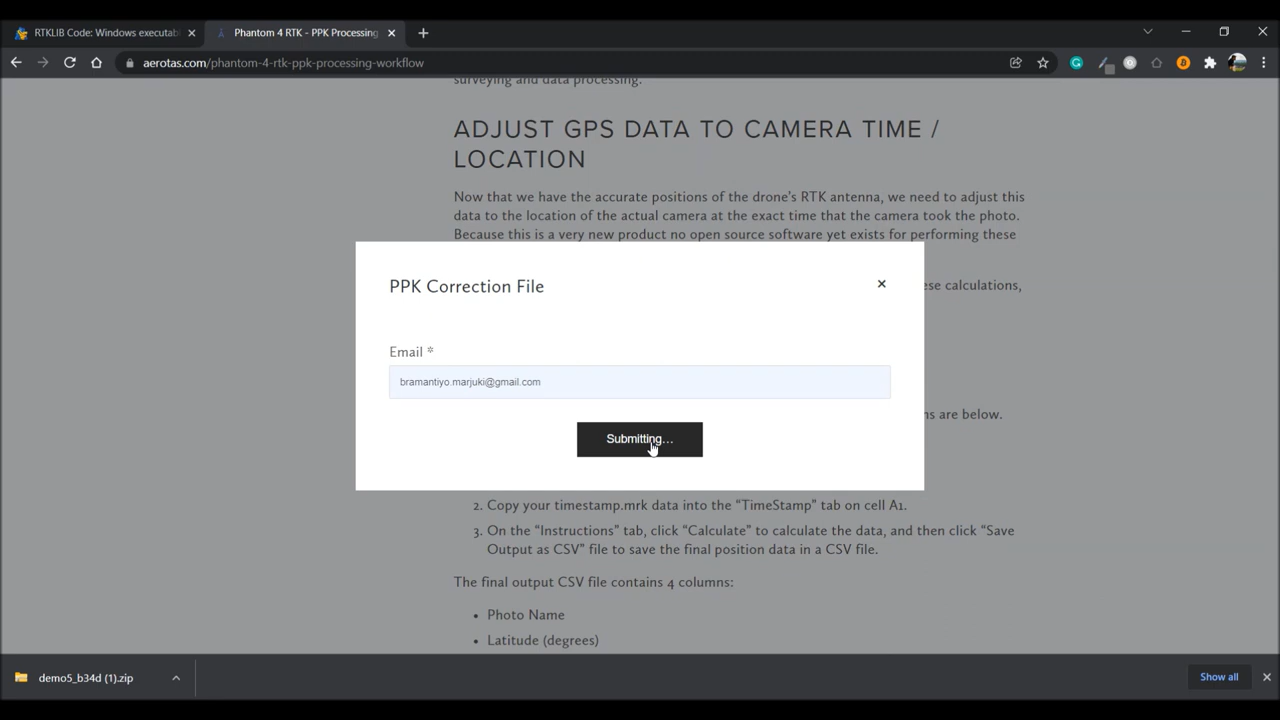 RTKLIB Code: Windows executab
Phantom 4 RTK - PPK Processing
aerotas.com/phantom-4-rtk-ppk-processing-workflow
surveying and data processing.
ADJUST GPS DATA TO CAMERA TIME /
LOCATION
Now that we have the accurate positions of the drone's RTK antenna, we need to adjust this
data to the location of the actual camera at the exact time that the camera took the photo.
Because this is a very new product no open source software yet exists for performing these
ese calculations,
PPK Correction File
Email *
bramantiyo.marjuki@gmail.com
Submitting...
ns are below.
2. Copy your timestamp.mrk data into the “TimeStamp” tab on cell A1.
3. On the “Instructions” tab, click “Calculate” to calculate the data, and then click “Save
Output as CSV” file to save the final position data in a CSV file.
The final output CSV file contains 4 columns:
• Photo Name
• Latitude (degrees)
demo5_b34d (1).zip
Show all